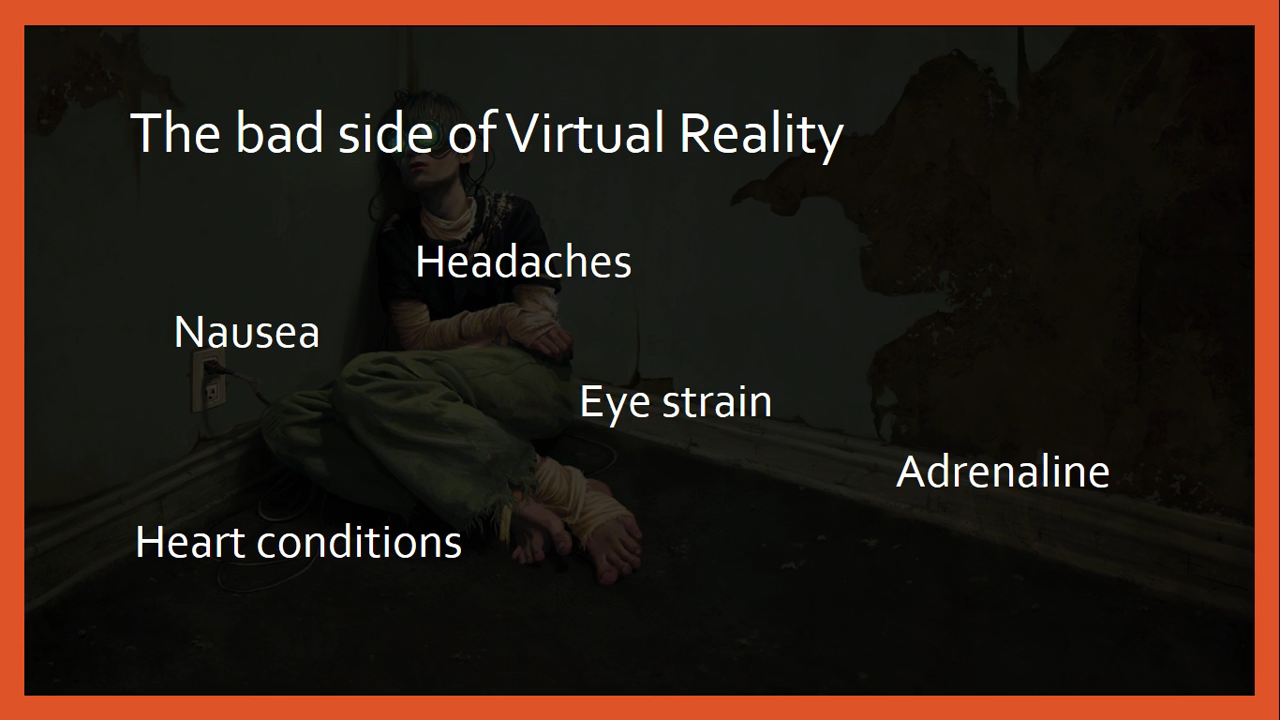 The bad side of Virtual Reality
Headaches
Nausea
Eye strain
Adrenaline
Heart conditions